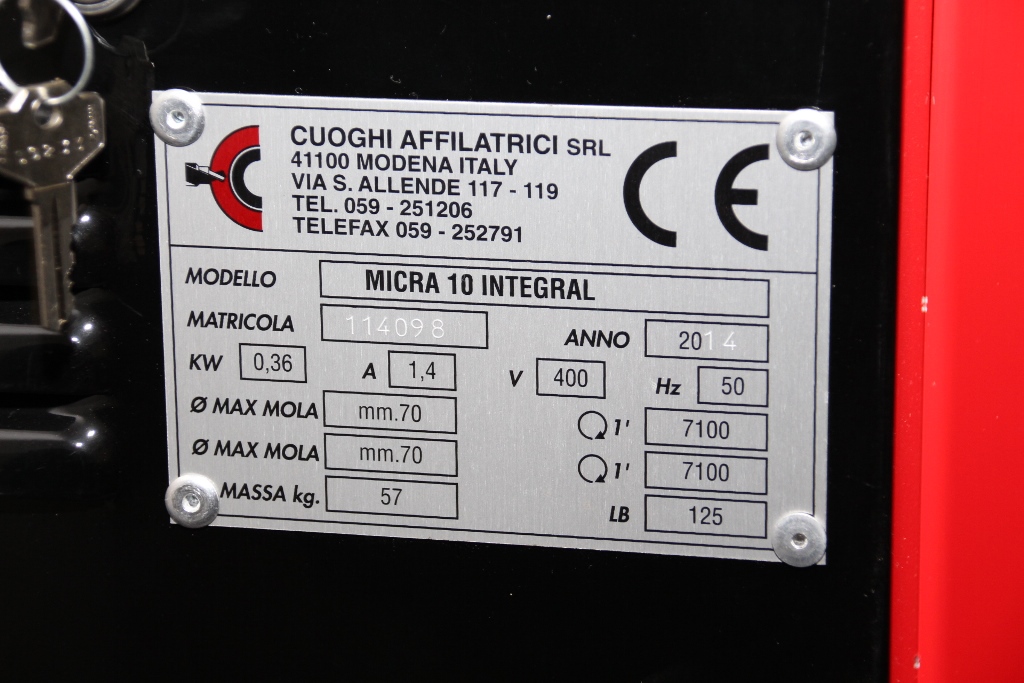 CUOGHI AFFILATRICI SRL
41100 MODENA ITALY
VIA S. ALLENDE 117 - 119
TEL. 059 - 251206
TELEFAX 059 - 252791
CE
MODELLO MICRA 10 INTEGRAL
MATRICOLA 114098 ANNO 2014
KW 0,36 A 1,4 V 400 Hz 50
Ø MAX MOLA mm.70 1' 7100
Ø MAX MOLA mm.70 1' 7100
MASSA kg. 57 LB 125